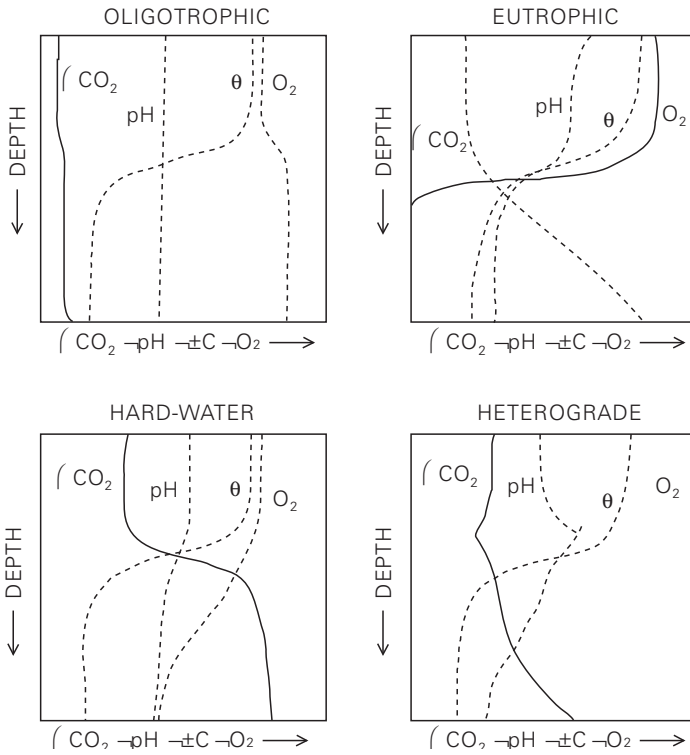 OLIGOTROPHIC
⌠ CO₂
pH
θ
O₂
DEPTH
⌠ CO₂ ¬pH ¬±C ¬O₂
EUTROPHIC
⌠ CO₂
pH
θ
O₂
DEPTH
⌠ CO₂ ¬pH ¬±C ¬O₂
HARD-WATER
⌠ CO₂
pH
θ
O₂
DEPTH
⌠ CO₂ ¬pH ¬±C ¬O₂
HETEROGRADE
⌠ CO₂
pH
θ
O₂
DEPTH
⌠ CO₂ ¬pH ¬±C ¬O₂